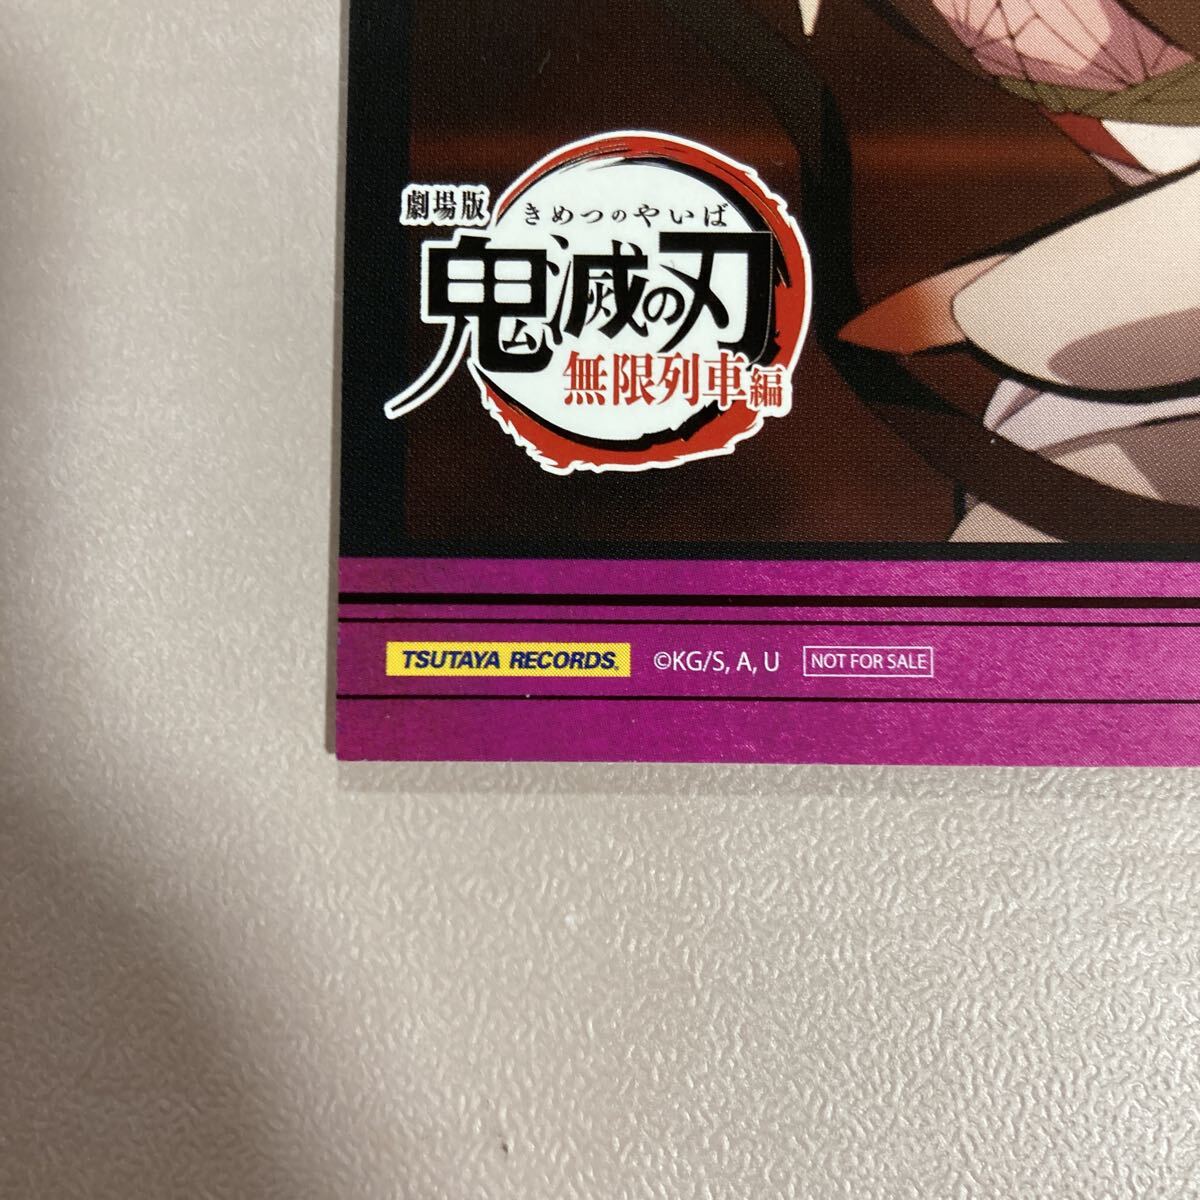 劇場版
きめつのやいば
鬼滅の刃
無限列車編
TSUTAYA RECORDS.
©KG/S, A, U
NOT FOR SALE